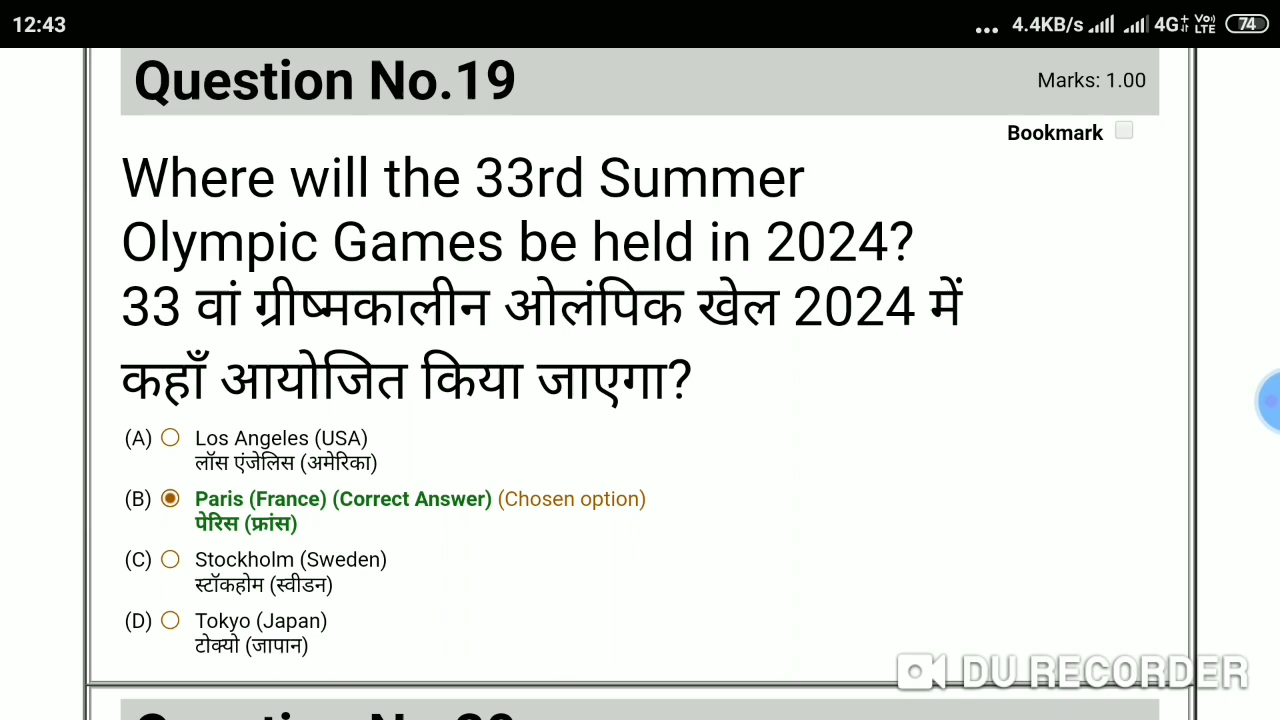 12:43
... 4.4KB/s 4G+ Vo)) LTE 74
Question No.19
Marks: 1.00
Bookmark
Where will the 33rd Summer
Olympic Games be held in 2024?
33 वां ग्रीष्मकालीन ओलंपिक खेल 2024 में
कहाँ आयोजित किया जाएगा?
(A) Los Angeles (USA)
लॉस एंजेलिस (अमेरिका)
(B) Paris (France) (Correct Answer) (Chosen option)
पेरिस (फ्रांस)
(C) Stockholm (Sweden)
स्टॉकहोम (स्वीडन)
(D) Tokyo (Japan)
टोक्यो (जापान)
DU RECORDER